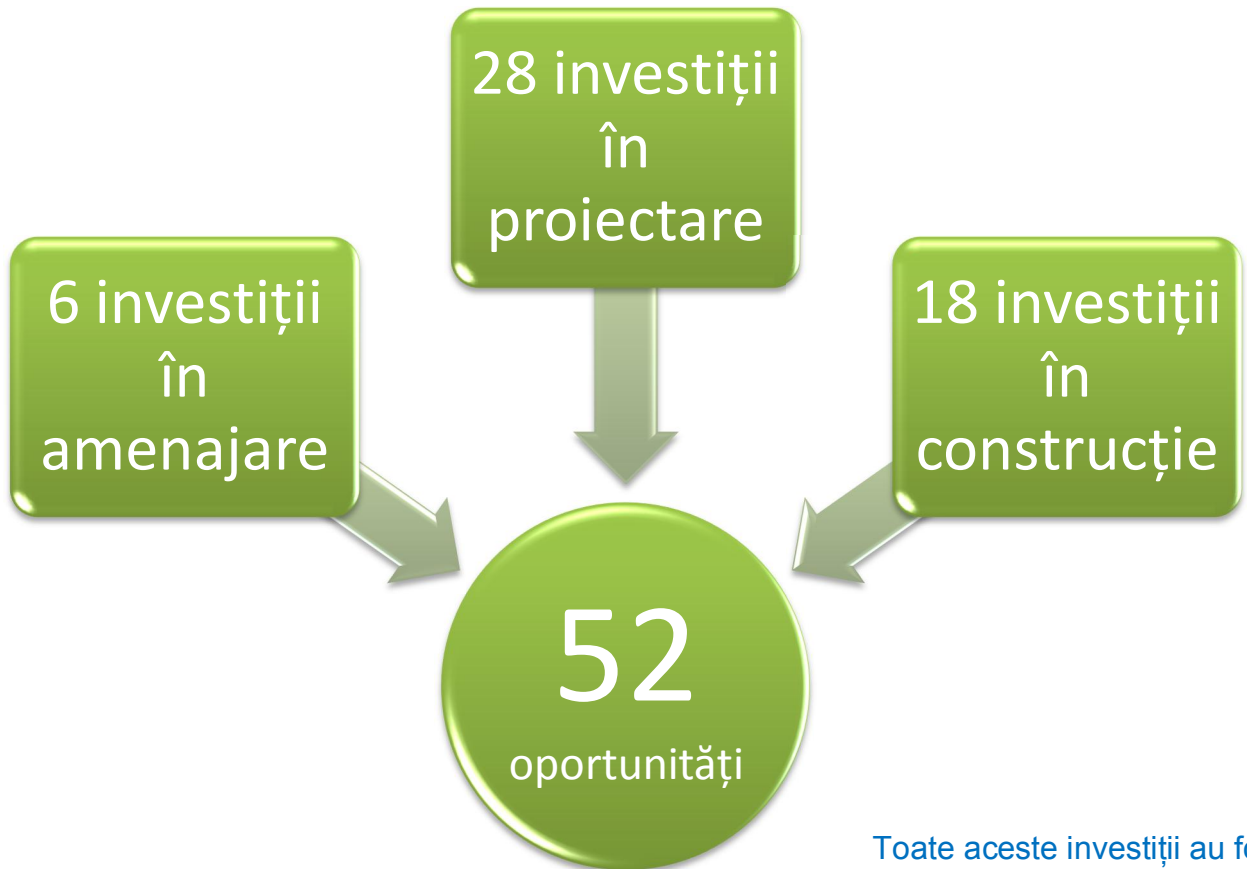 28 investiții
în
proiectare
6 investiții
în
amenajare
18 investiții
în
construcție
52
oportunități
Toate aceste investiții au